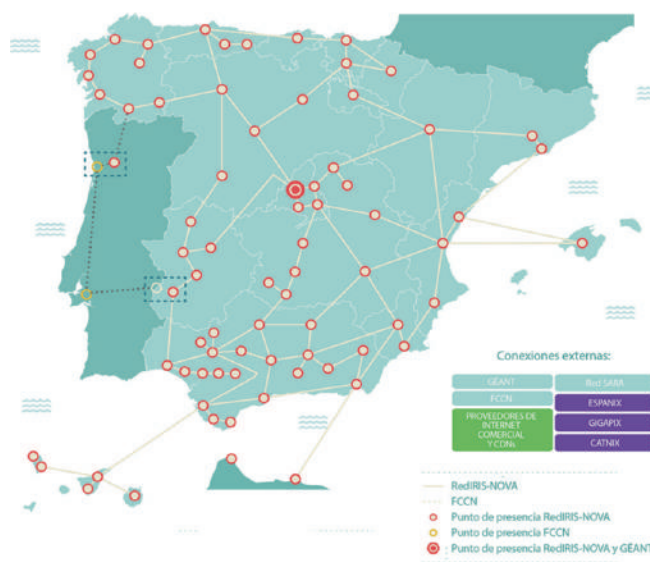 Conexiones externas:
GÉANT
Red SARA
FCCN
ESPANIX
PROVEEDORES DE
INTERNET
COMERCIAL
Y CDNs
GIGAPIX
CATNIX
RedIRIS-NOVA
FCCN
Punto de presencia RedIRIS-NOVA
Punto de presencia FCCN
Punto de presencia RedIRIS-NOVA y GÉANT